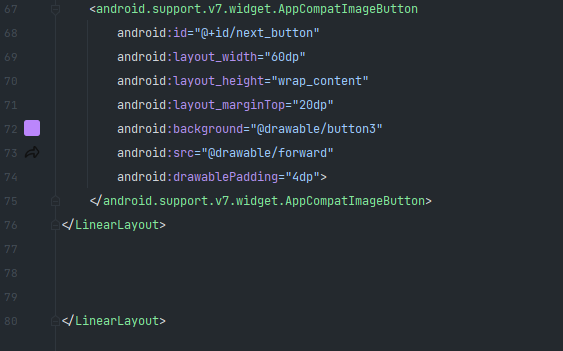 67 <android.support.v7.widget.AppCompatImageButton
68 android:id="@+id/next_button"
69 android:layout_width="60dp"
70 android:layout_height="wrap_content"
71 android:layout_marginTop="20dp"
72 android:background="@drawable/button3"
73 android:src="@drawable/forward"
74 android:drawablePadding="4dp">
75 </android.support.v7.widget.AppCompatImageButton>
76 </LinearLayout>
77
78
79
80 </LinearLayout>